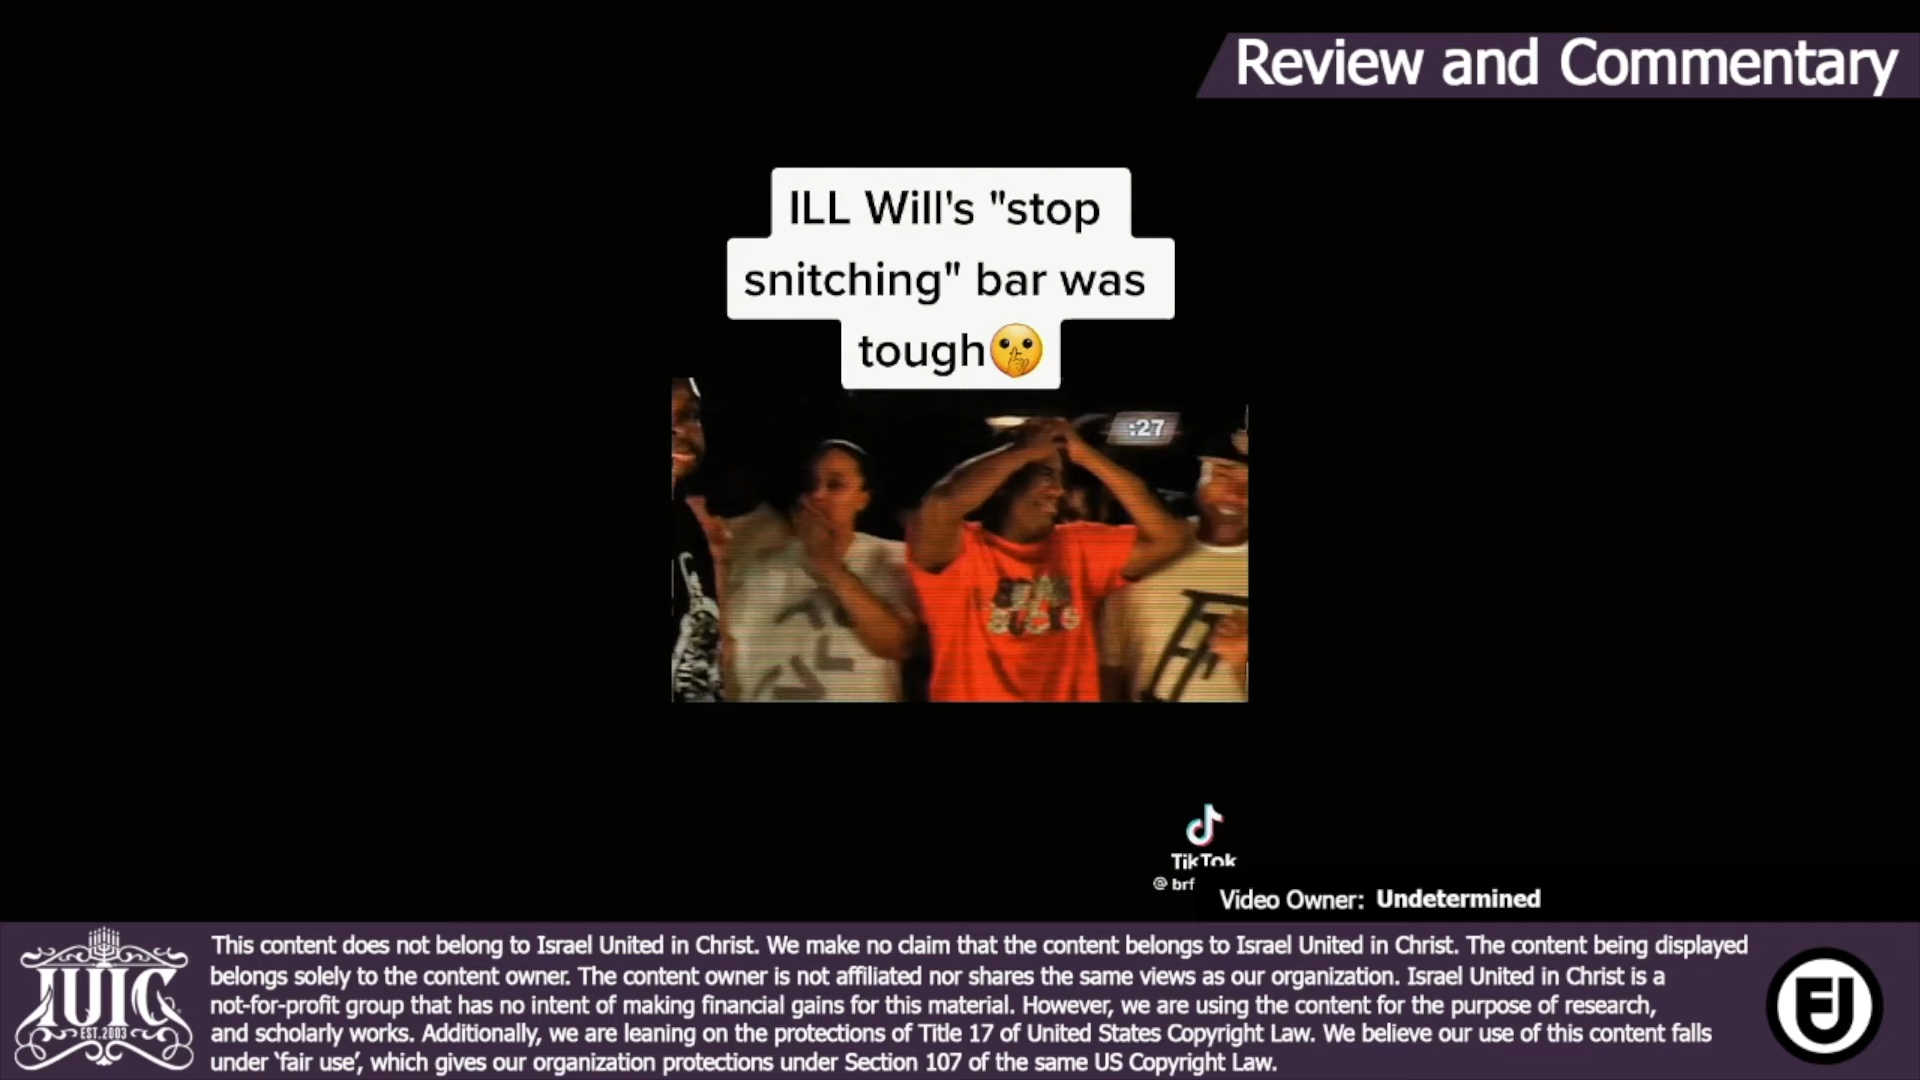 Review and Commentary
ILL Will's "stop
snitching" bar was
tough🤫
:27
TikTok
@ brf
Video Owner: Undetermined
This content does not belong to Israel United in Christ. We make no claim that the content belongs to Israel United in Christ. The content being displayed
belongs solely to the content owner. The content owner is not affiliated nor shares the same views as our organization. Israel United in Christ is a
not-for-profit group that has no intent of making financial gains for this material. However, we are using the content for the purpose of research,
and scholarly works. Additionally, we are leaning on the protections of Title 17 of United States Copyright Law. We believe our use of this content falls
under 'fair use', which gives our organization protections under Section 107 of the same US Copyright Law.
IUIC
EST. 2003